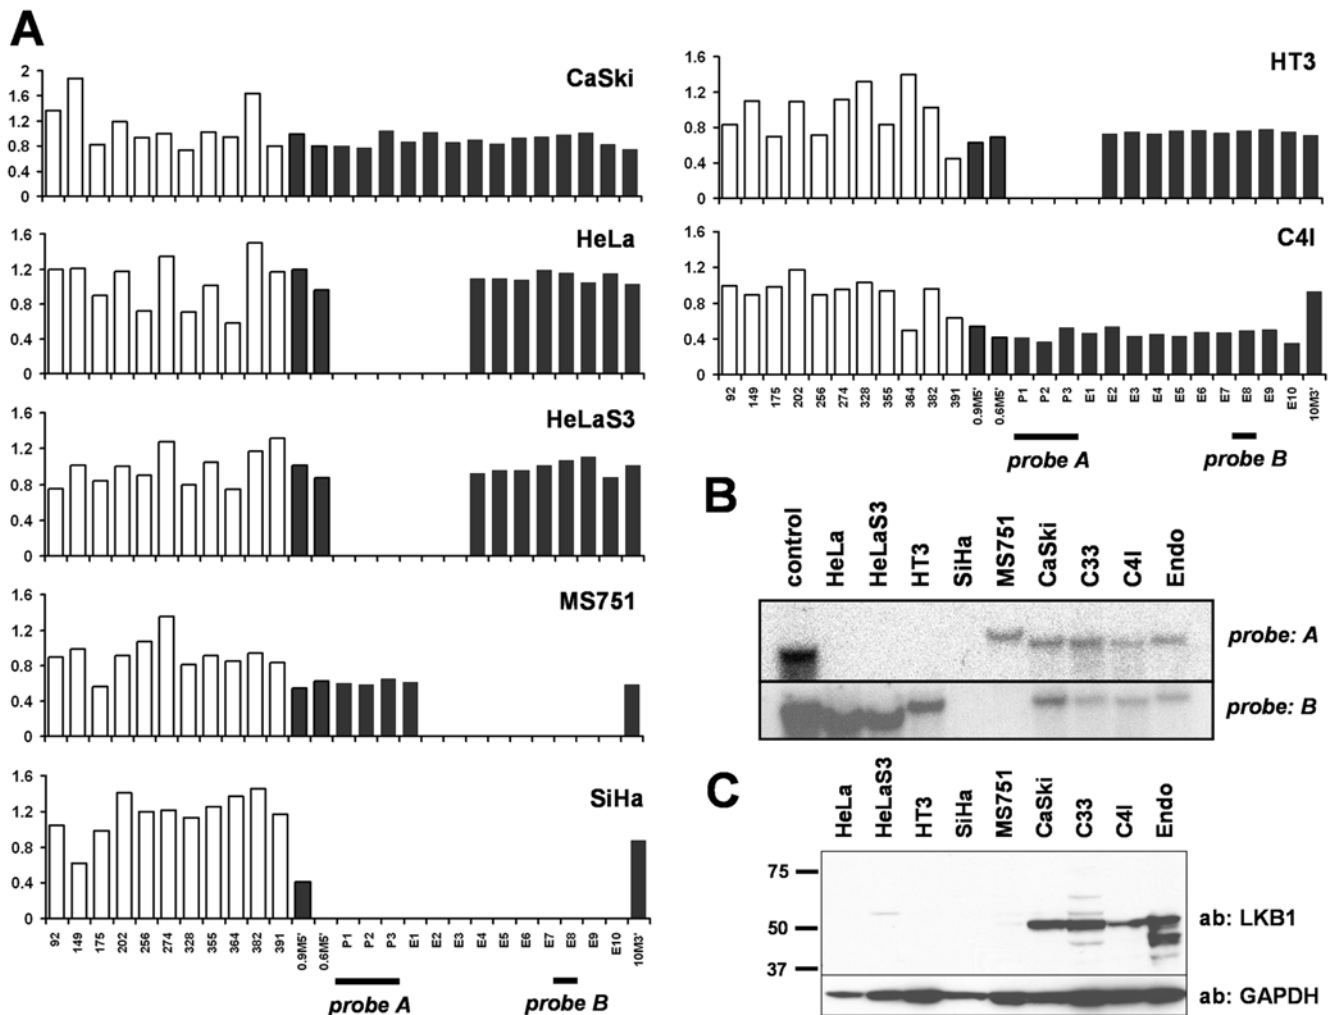 A
CaSki
2
1.6
1.2
0.8
0.4
0
HeLa
1.6
1.2
0.8
0.4
0
HeLaS3
1.6
1.2
0.8
0.4
0
MS751
1.6
1.2
0.8
0.4
0
SiHa
1.6
1.2
0.8
0.4
0
92 149 175 202 256 274 328 355 364 382 391 0.9M5' 0.6M5' P1 P2 P3 E1 E2 E3 E4 E5 E6 E7 E8 E9 E10 10M3'
probe A probe B
HT3
1.6
1.2
0.8
0.4
0
C4I
1.6
1.2
0.8
0.4
0
92 149 175 202 256 274 328 355 364 382 391 0.9M5' 0.6M5' P1 P2 P3 E1 E2 E3 E4 E5 E6 E7 E8 E9 E10 10M3'
probe A probe B
B
control HeLa HeLaS3 HT3 SiHa MS751 CaSki C33 C4I Endo
probe: A
probe: B
C
HeLa HeLaS3 HT3 SiHa MS751 CaSki C33 C4I Endo
75
50
37
ab: LKB1
ab: GAPDH